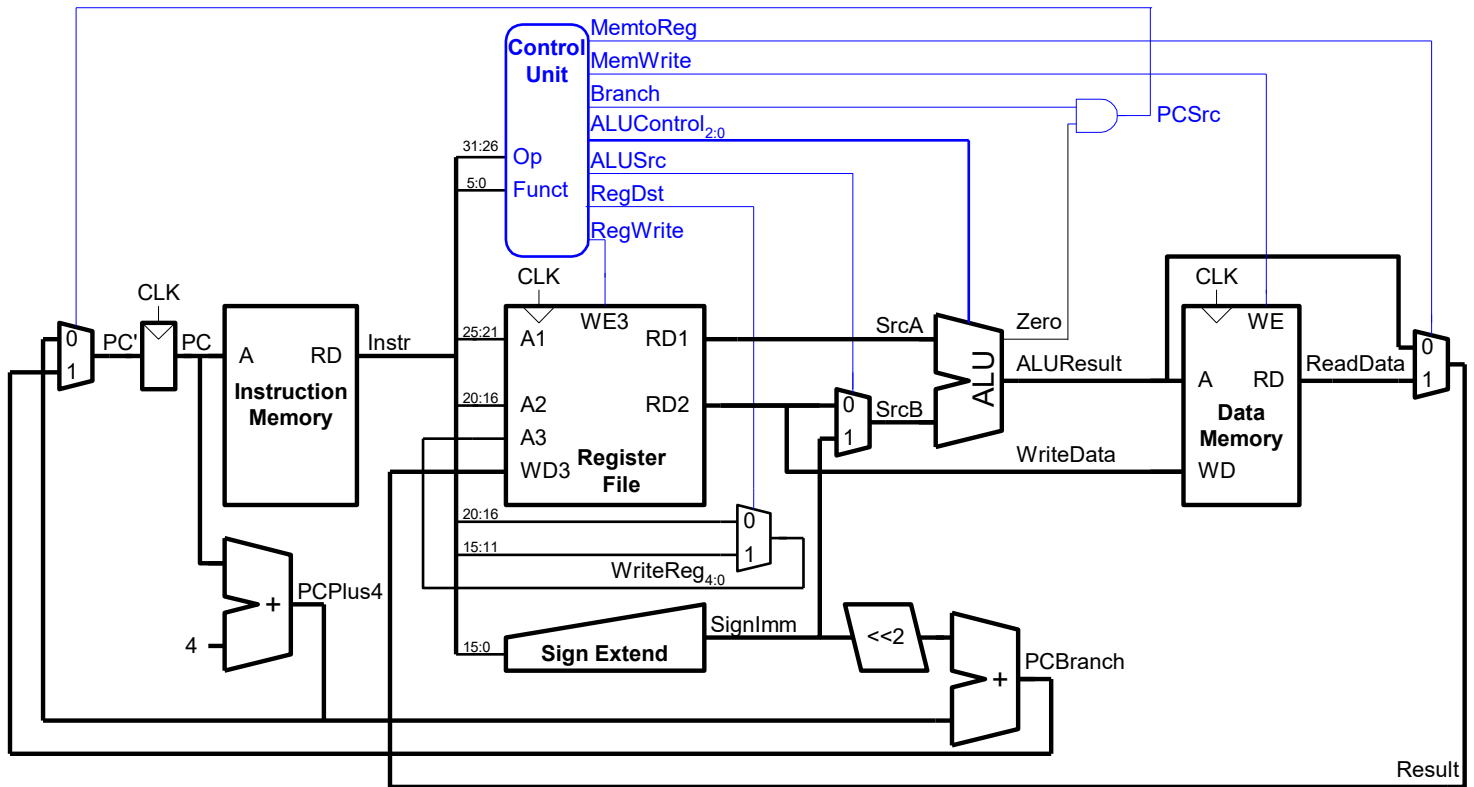 MemtoReg
Control
Unit
MemWrite
Branch
PCSrc
ALUControl2:0
31:26
Op
ALUSrc
5:0
Funct
RegDst
RegWrite
CLK
CLK
CLK
WE3
WE
0
1
PC'
PC
A
RD
Instruction
Memory
Instr
25:21
A1
RD1
SrcA
Zero
ALU
ALUResult
A
RD
ReadData
0
1
20:16
A2
RD2
0
1
SrcB
Data
Memory
A3
WD3
Register
File
WriteData
WD
20:16
0
15:11
1
WriteReg4:0
PCPlus4
+
4
SignImm
15:0
Sign Extend
<<2
+
PCBranch
Result